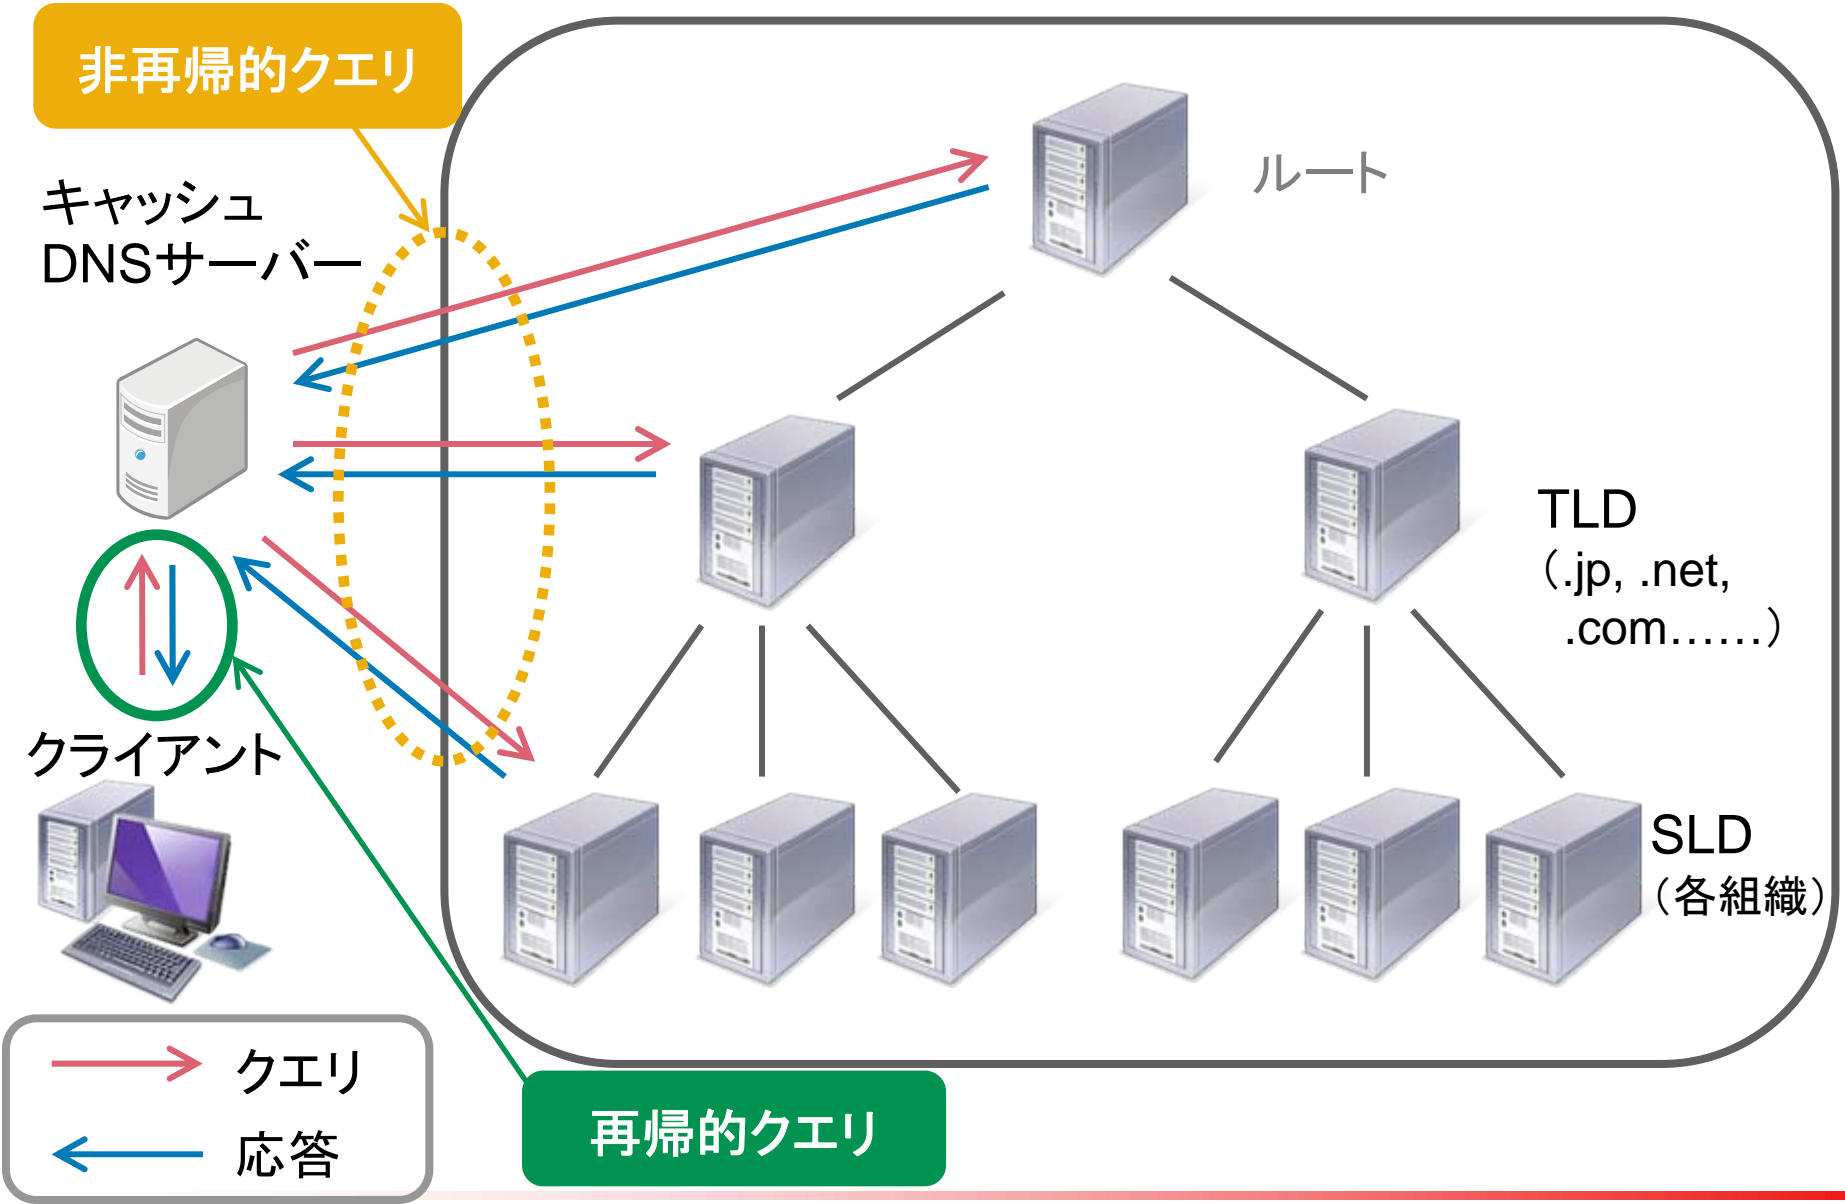 非再帰的クエリ
キャッシュ
DNSサーバー
ルート
TLD
（.jp, .net,
.com……）
クライアント
SLD
（各組織）
クエリ
応答
再帰的クエリ